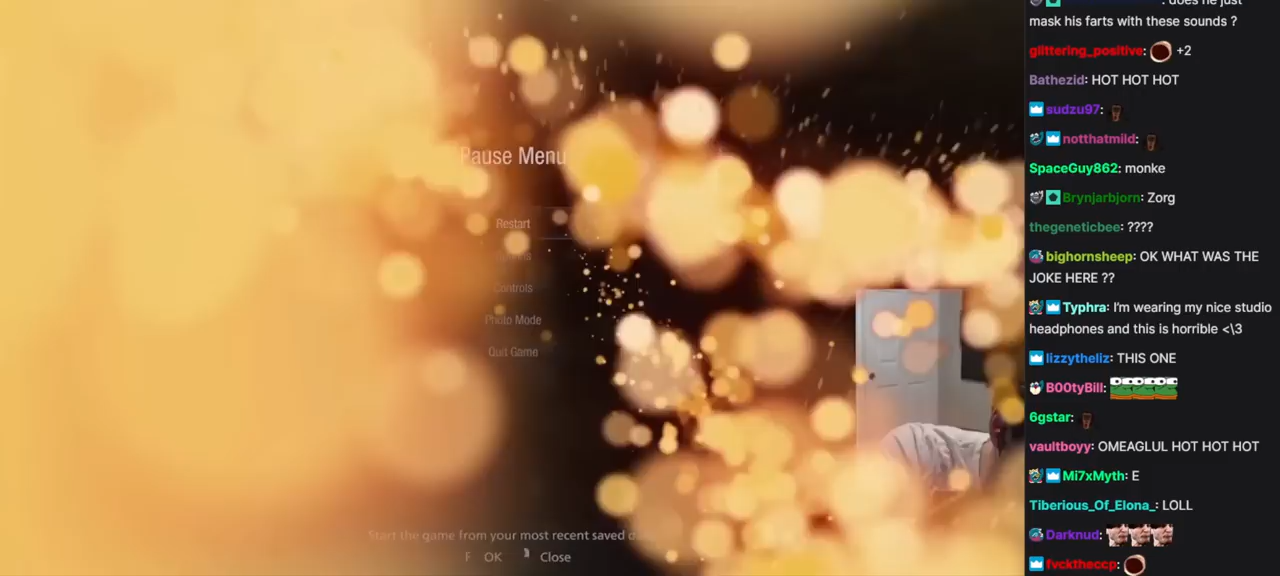 Pause Menu
Restart
Controls
Photo Mode
Quit Game
Start the game from your most recent saved
F OK Close
: does he just
mask his farts with these sounds ?
glittering_positive: +2
Bathezid: HOT HOT HOT
sudzu97:
notthatmild:
SpaceGuy862: monke
Brynjarbjorn: Zorg
thegeneticbee: ????
bighornsheep: OK WHAT WAS THE
JOKE HERE ??
Typhra: I'm wearing my nice studio
headphones and this is horrible <\3
lizzytheliz: THIS ONE
B00tyBill:
6gstar:
vaultboyy: OMEAGLUL HOT HOT HOT
Mi7xMyth: E
Tiberious_Of_Elona_: LOLL
Darknud:
fvcktheccp: